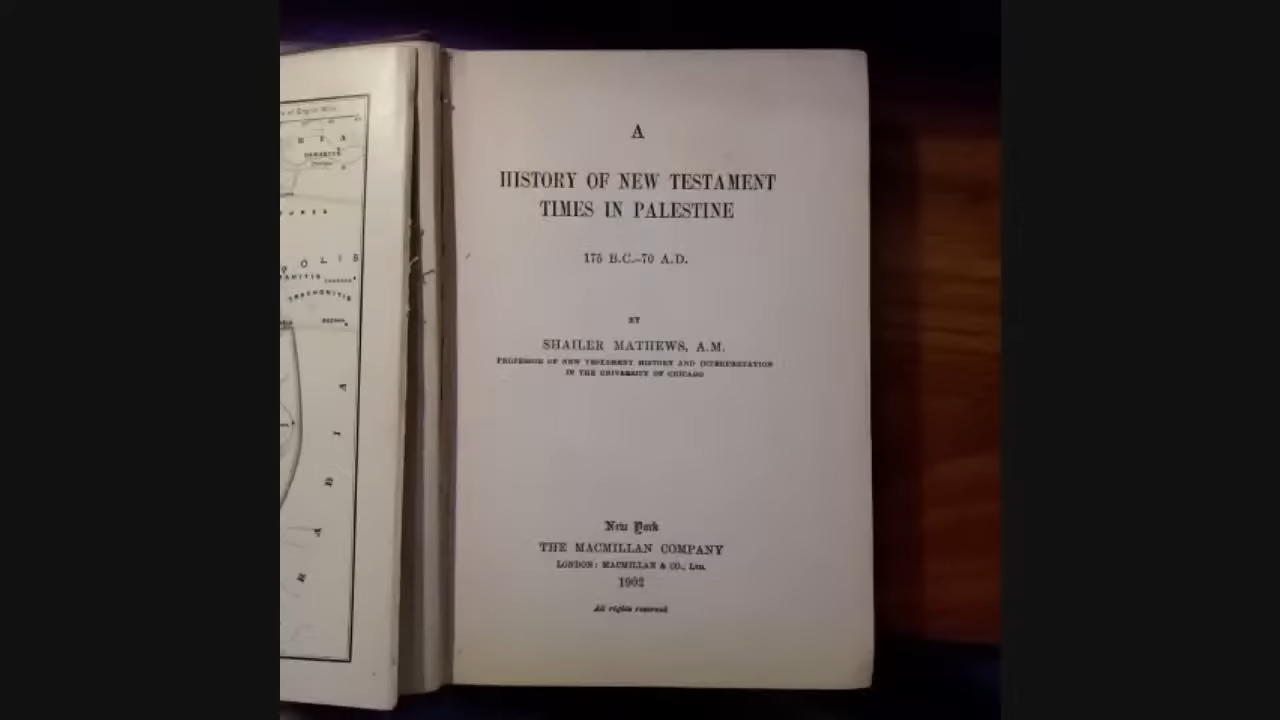 A
HISTORY OF NEW TESTAMENT
TIMES IN PALESTINE
175 B.C.–70 A.D.
BY
SHAILER MATHEWS, A.M.
PROFESSOR OF NEW TESTAMENT HISTORY AND INTERPRETATION
IN THE UNIVERSITY OF CHICAGO
New York
THE MACMILLAN COMPANY
LONDON: MACMILLAN & CO., Ltd.
1902
All rights reserved
TRACHONITIS
A R A B I A